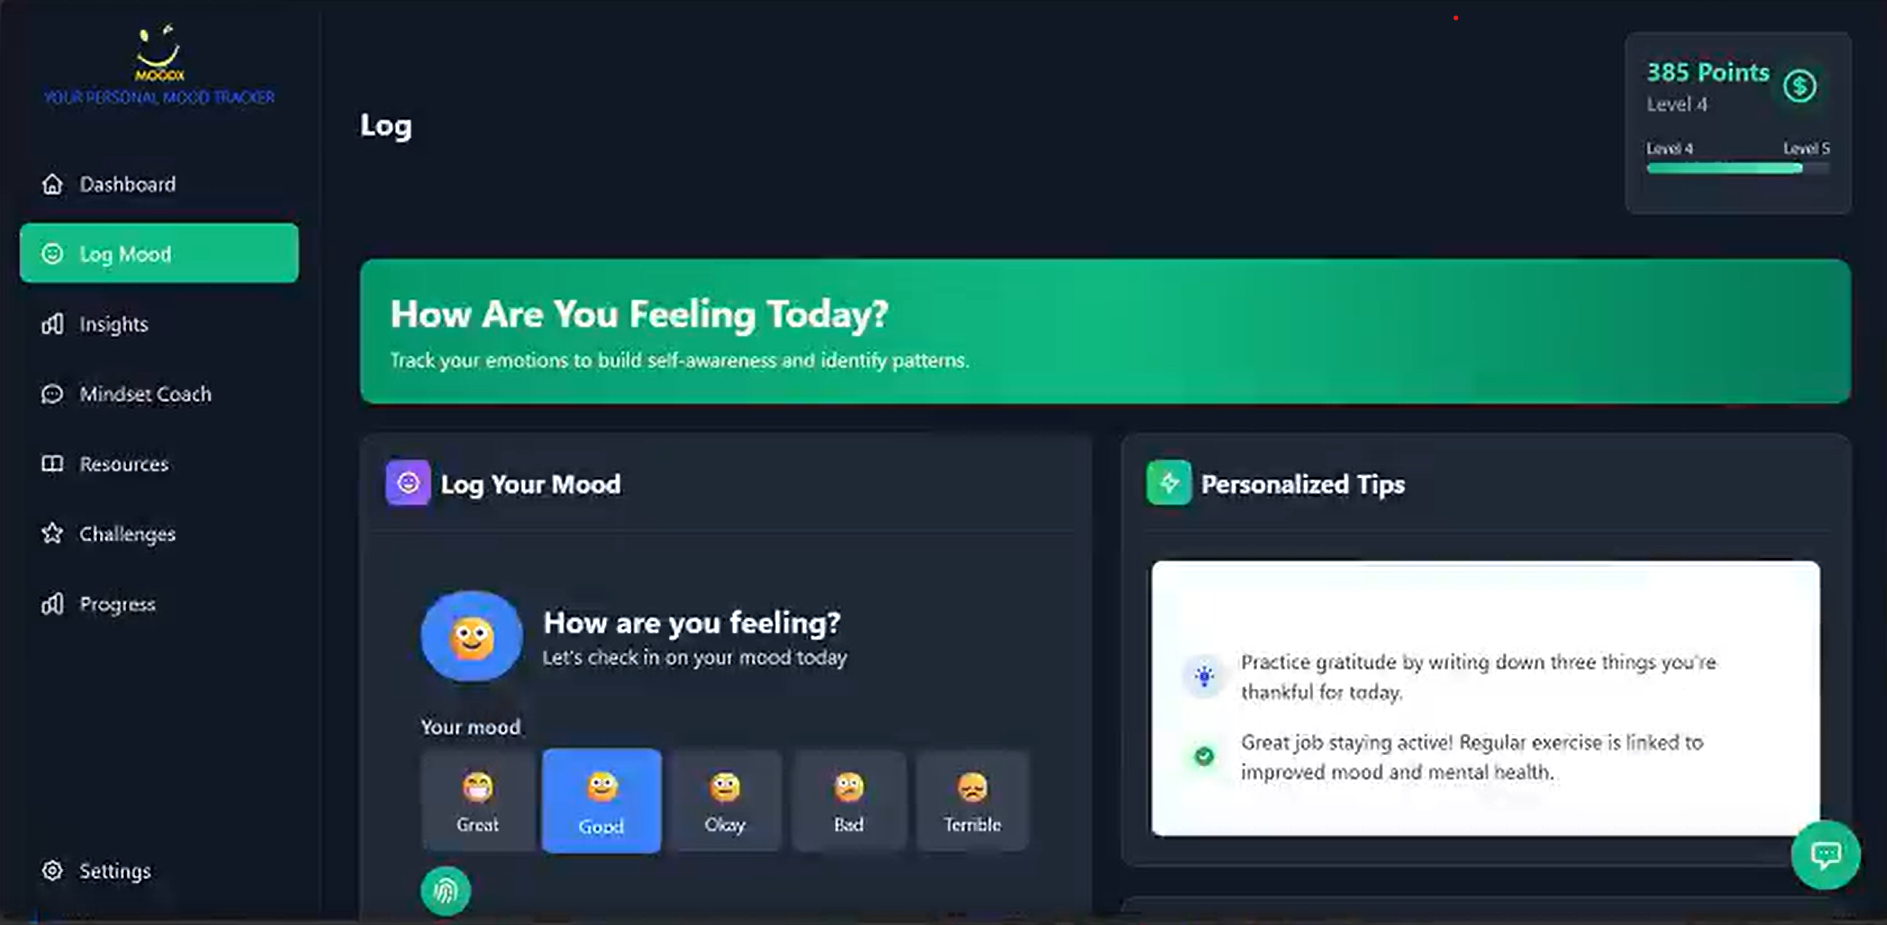 MOODX
YOUR PERSONAL MOOD TRACKER
Dashboard
Log Mood
Insights
Mindset Coach
Resources
Challenges
Progress
Settings
Log
385 Points
Level 4
Level 4 Level 5
How Are You Feeling Today?
Track your emotions to build self-awareness and identify patterns.
Log Your Mood
How are you feeling?
Let's check in on your mood today
Your mood
Great Good Okay Bad Terrible
Personalized Tips
Practice gratitude by writing down three things you're
thankful for today.
Great job staying active! Regular exercise is linked to
improved mood and mental health.